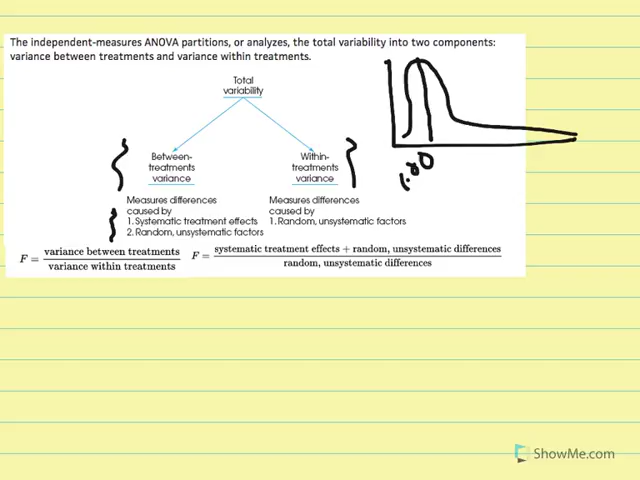 The independent-measures ANOVA partitions, or analyzes, the total variability into two components:
variance between treatments and variance within treatments.
Total
variability
Between-
treatments
variance
Within-
treatments
variance
Measures differences
caused by
1. Systematic treatment effects
2. Random, unsystematic factors
Measures differences
caused by
1. Random, unsystematic factors
F = variance between treatments
variance within treatments
F = systematic treatment effects + random, unsystematic differences
random, unsystematic differences
1.00
ShowMe.com